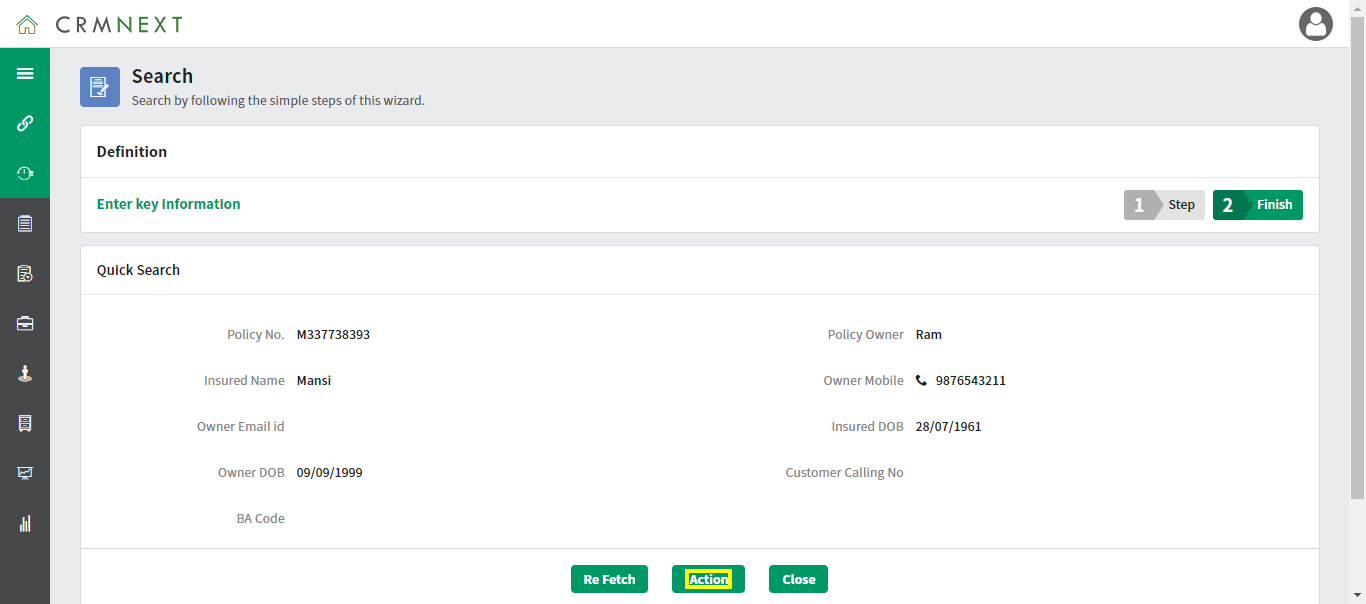 CRMNEXT
Search
Search by following the simple steps of this wizard.
Definition
Enter key Information
1 Step 2 Finish
Quick Search
Policy No. M337738393 Policy Owner Ram
Insured Name Mansi Owner Mobile 9876543211
Owner Email id Insured DOB 28/07/1961
Owner DOB 09/09/1999 Customer Calling No
BA Code
Re Fetch Action Close